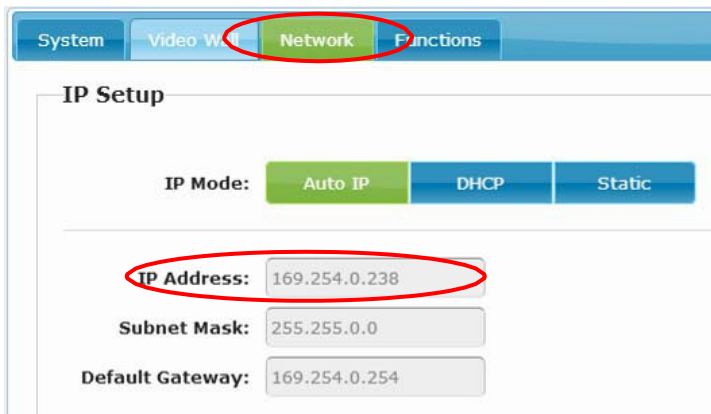 System Video Wall Network Functions
IP Setup
IP Mode: Auto IP DHCP Static
IP Address: 169.254.0.238
Subnet Mask: 255.255.0.0
Default Gateway: 169.254.0.254